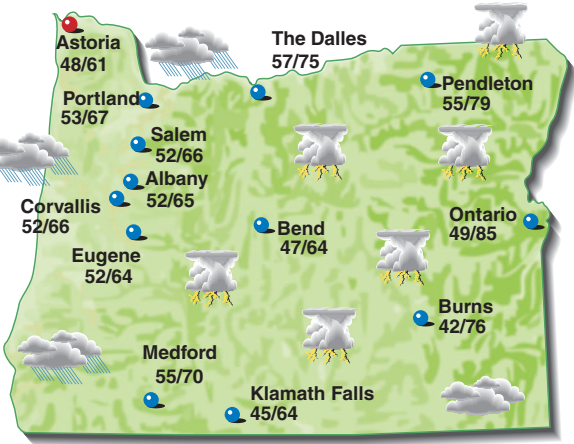 Astoria
48/61
The Dalles
57/75
Pendleton
55/79
Portland
53/67
Salem
52/66
Albany
52/65
Corvallis
52/66
Eugene
52/64
Bend
47/64
Ontario
49/85
Burns
42/76
Medford
55/70
Klamath Falls
45/64